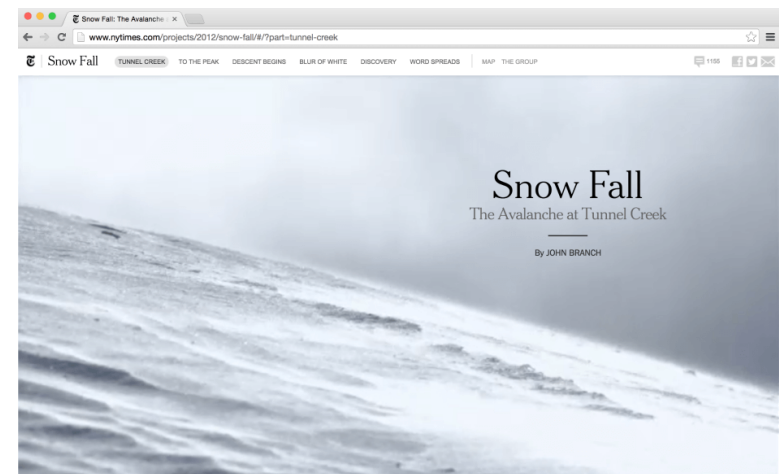 Snow Fall: The Avalanche
www.nytimes.com/projects/2012/snow-fall/#/?part=tunnel-creek
Snow Fall TUNNEL CREEK TO THE PEAK DESCENT BEGINS BLUR OF WHITE DISCOVERY WORD SPREADS MAP THE GROUP 1155
Snow Fall
The Avalanche at Tunnel Creek
By JOHN BRANCH